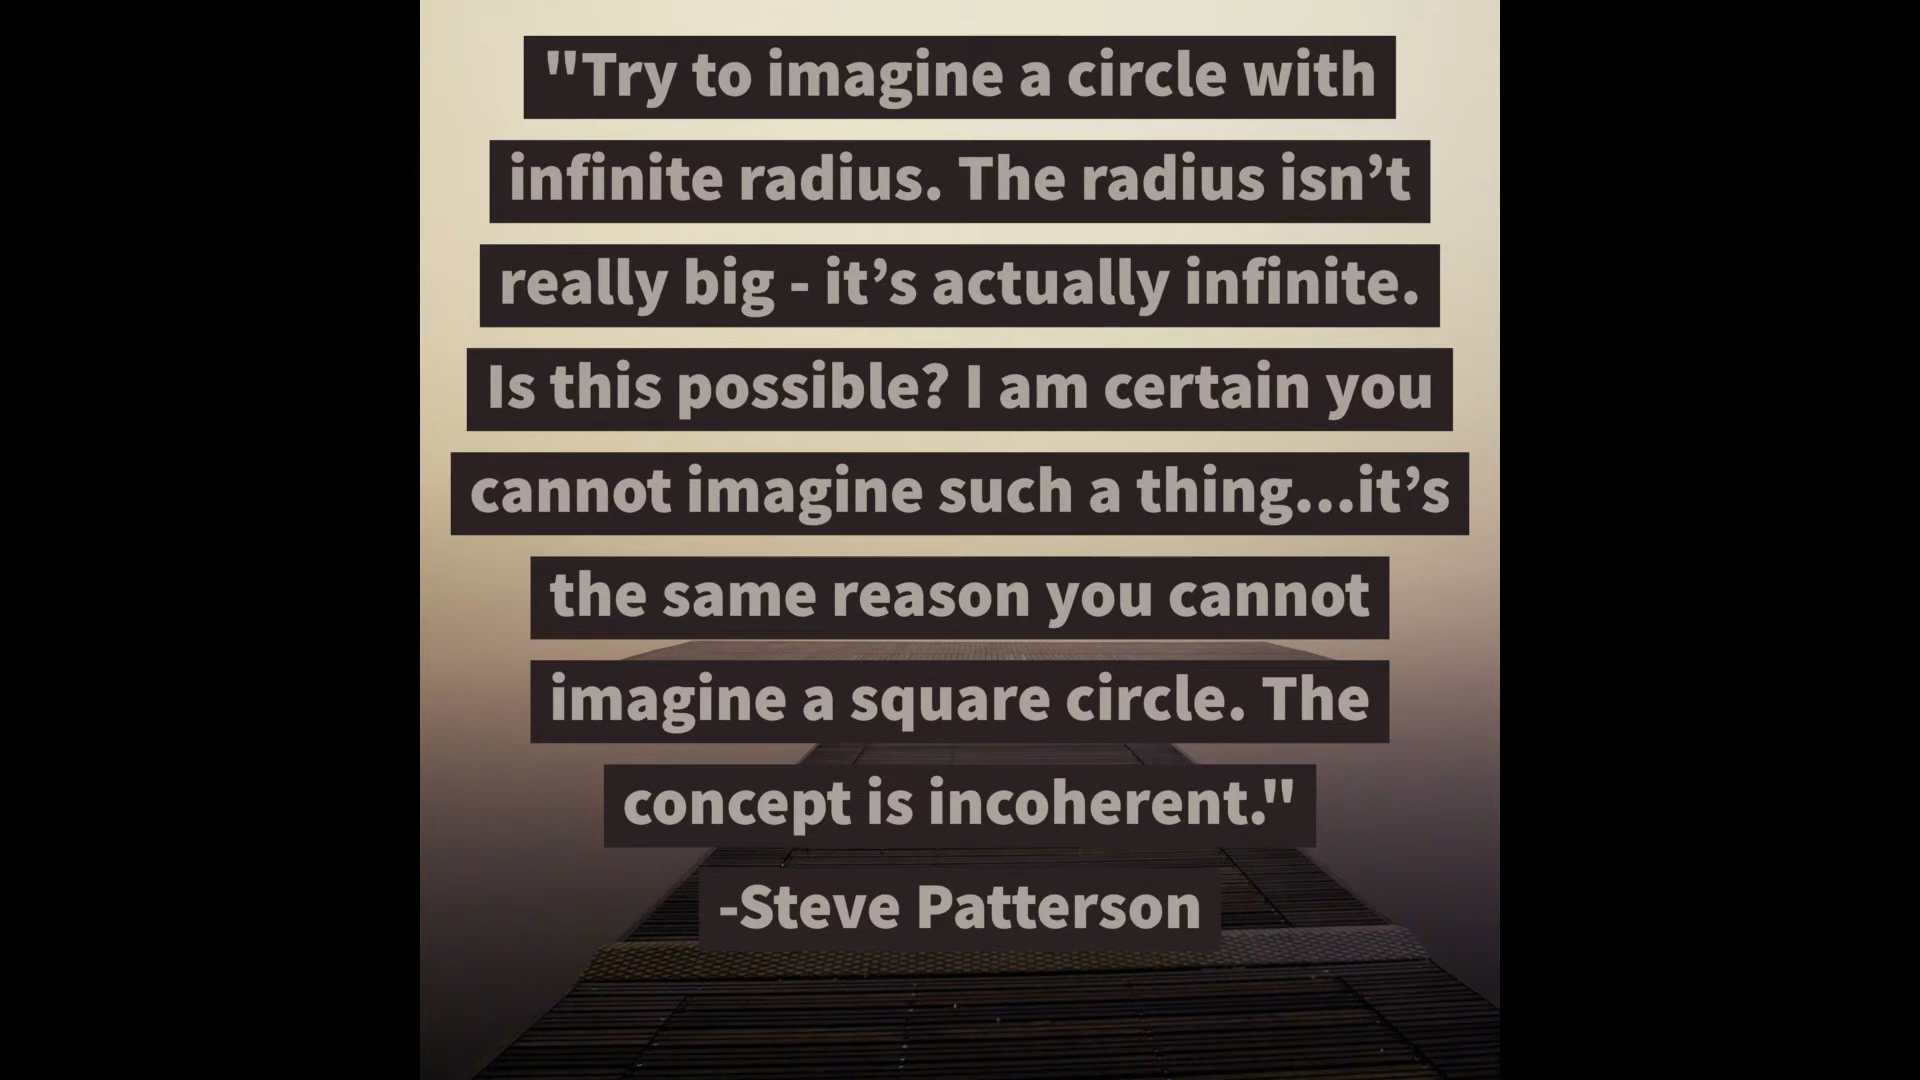 "Try to imagine a circle with
infinite radius. The radius isn’t
really big - it’s actually infinite.
Is this possible? I am certain you
cannot imagine such a thing...it’s
the same reason you cannot
imagine a square circle. The
concept is incoherent."
-Steve Patterson